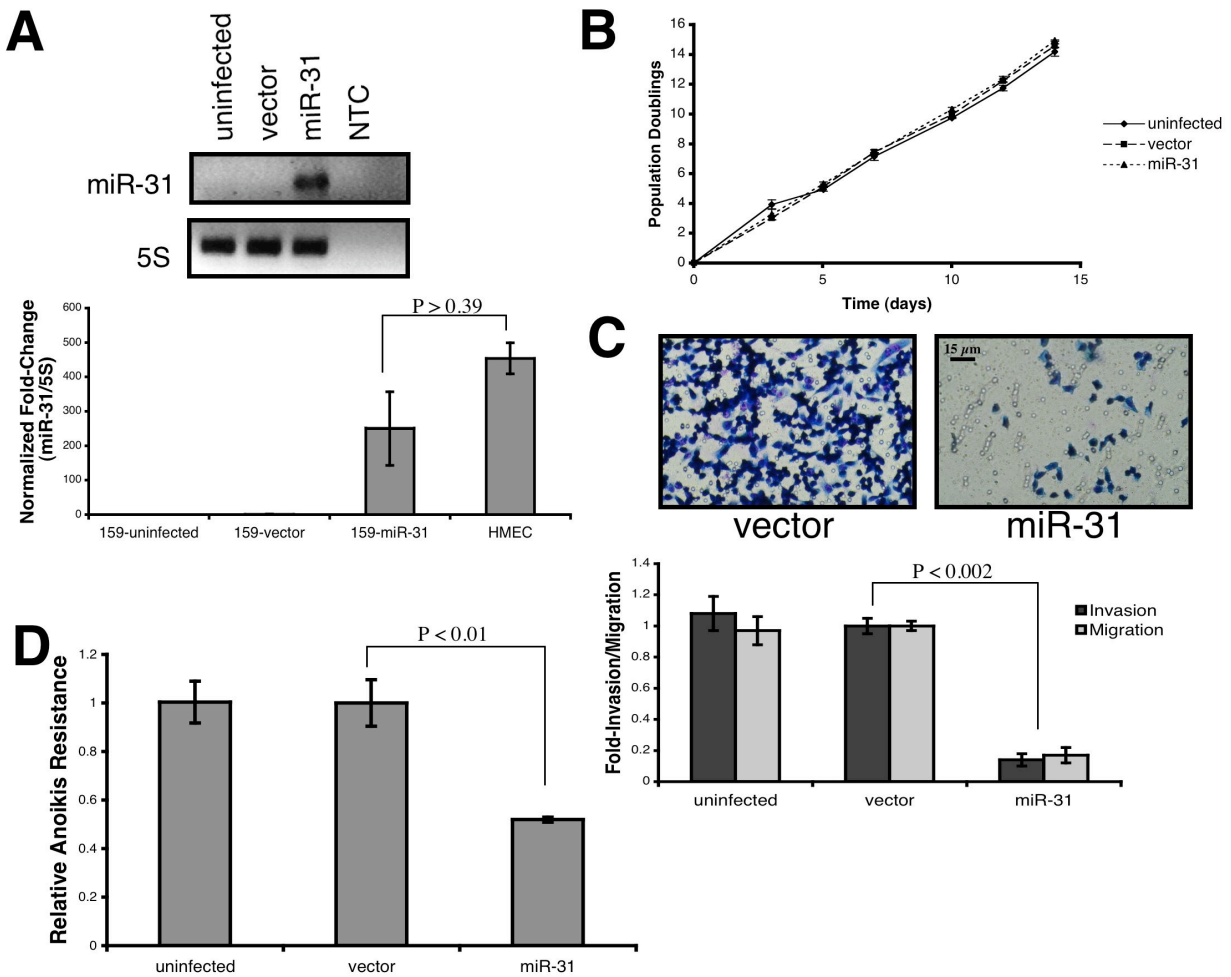 A
uninfected
vector
miR-31
NTC
miR-31
5S
Normalized Fold-Change
(miR-31/5S)
600
500
400
300
200
100
0
P > 0.39
159-uninfected
159-vector
159-miR-31
HMEC
B
Population Doublings
16
14
12
10
8
6
4
2
0
0
5
10
15
Time (days)
uninfected
vector
miR-31
C
15 µm
vector
miR-31
Fold-Invasion/Migration
1.4
1.2
1
0.8
0.6
0.4
0.2
0
P < 0.002
Invasion
Migration
uninfected
vector
miR-31
D
Relative Anoikis Resistance
1.2
1
0.8
0.6
0.4
0.2
0
P < 0.01
uninfected
vector
miR-31